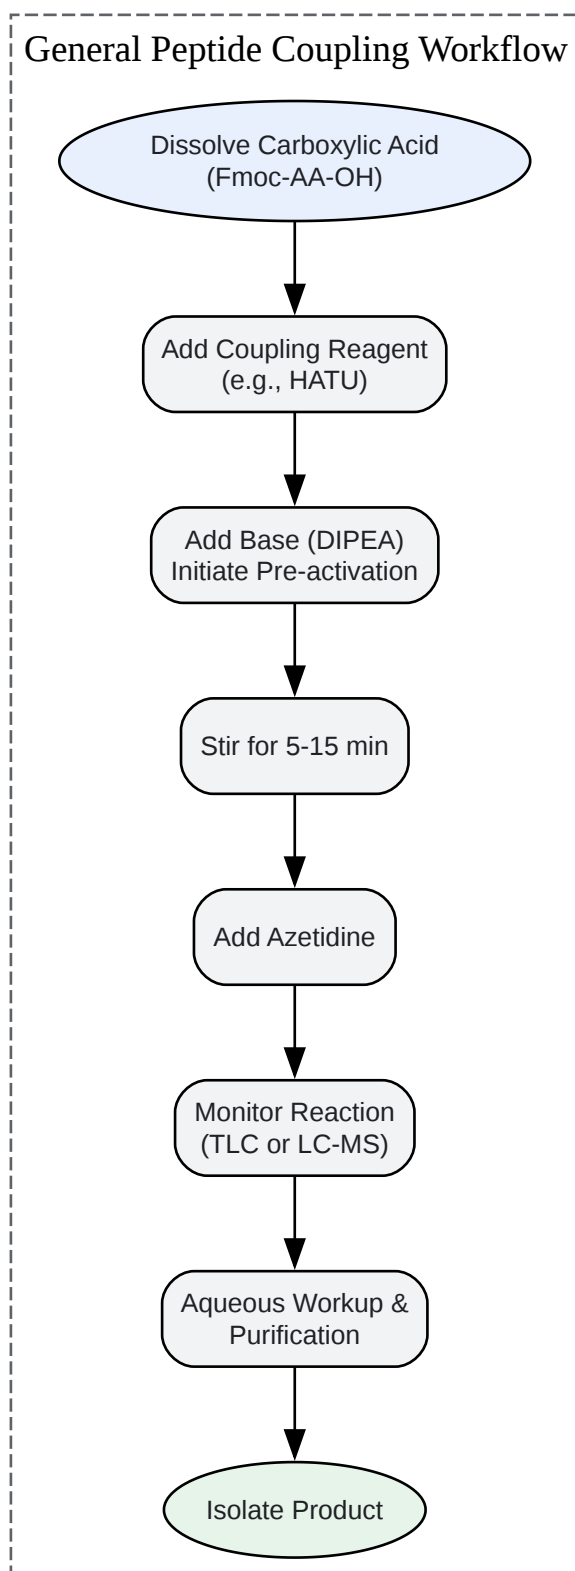 General Peptide Coupling Workflow
Dissolve Carboxylic Acid
(Fmoc-AA-OH)
Add Coupling Reagent
(e.g., HATU)
Add Base (DIPEA)
Initiate Pre-activation
Stir for 5-15 min
Add Azetidine
Monitor Reaction
(TLC or LC-MS)
Aqueous Workup &
Purification
Isolate Product